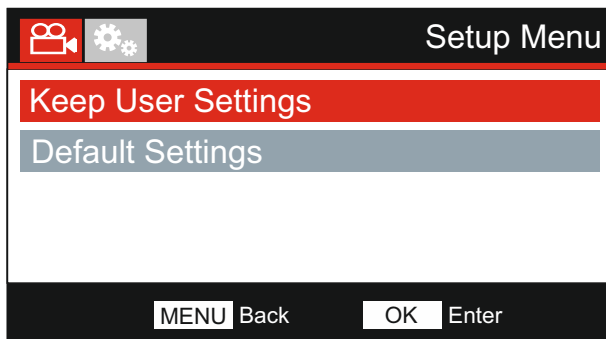 Setup Menu
Keep User Settings
Default Settings
MENU Back OK Enter